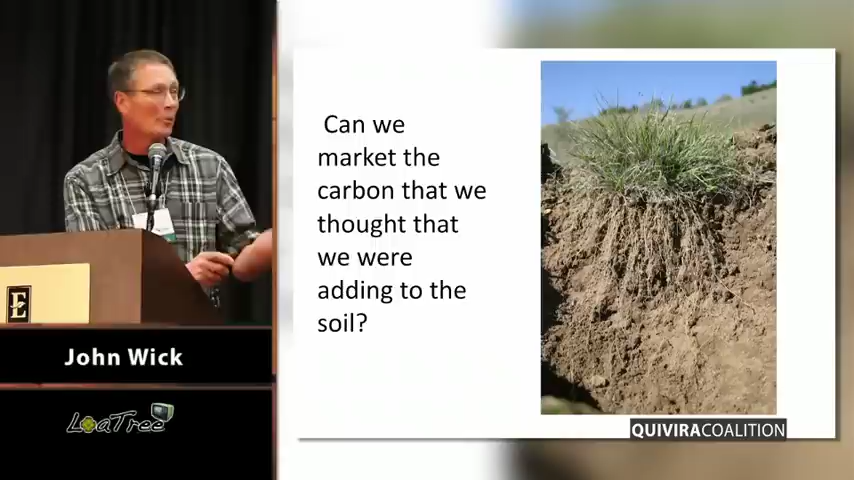 Can we
market the
carbon that we
thought that
we were
adding to the
soil?
E
John Wick
LoaTree
QUIVIRACOALITION